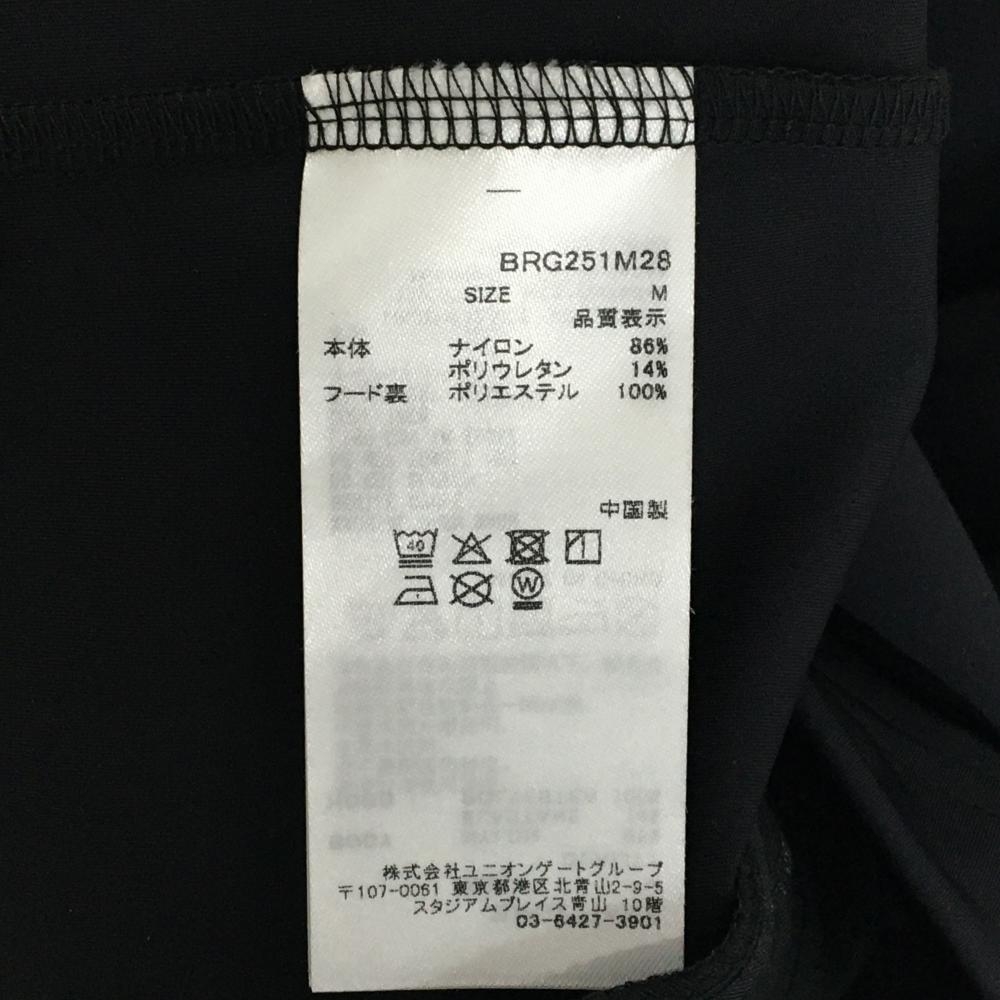 BRG251M28
SIZE M
品質表示
本体 ナイロン 86%
ポリウレタン 14%
フード裏 ポリエステル 100%
中国製
40
W
株式会社ユニオンゲートグループ
〒107-0061 東京都港区北青山2-9-5
スタジアムプレイス青山 10階
03-6427-3901